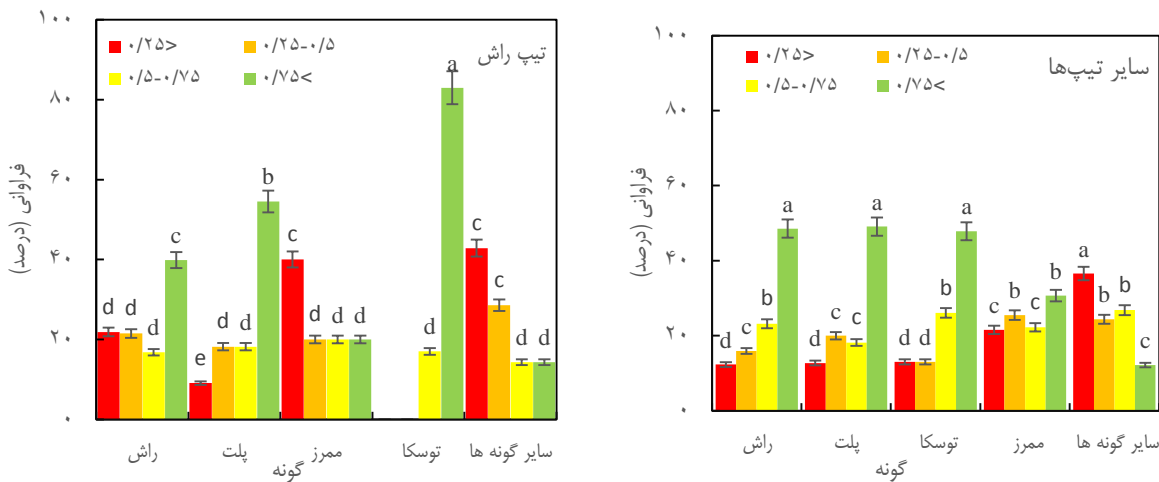 تیپ راش
۰/۲۵>
۰/۲۵-۰/۵
۰/۵-۰/۷۵
۰/۷۵<
فراوانی (درصد)
۱۰۰
۸۰
۶۰
۴۰
۲۰
۰
d d d c
e d d b
c d d d
d a
c c d d
راش پلت ممرز توسکا سایر گونه ها
گونه
سایر تیپ‌ها
۰/۲۵>
۰/۲۵-۰/۵
۰/۵-۰/۷۵
۰/۷۵<
فراوانی (درصد)
۱۰۰
۸۰
۶۰
۴۰
۲۰
۰
d c b a
d c c a
d d b a
c b c b
a b b c
راش پلت توسکا ممرز سایر گونه ها
گونه